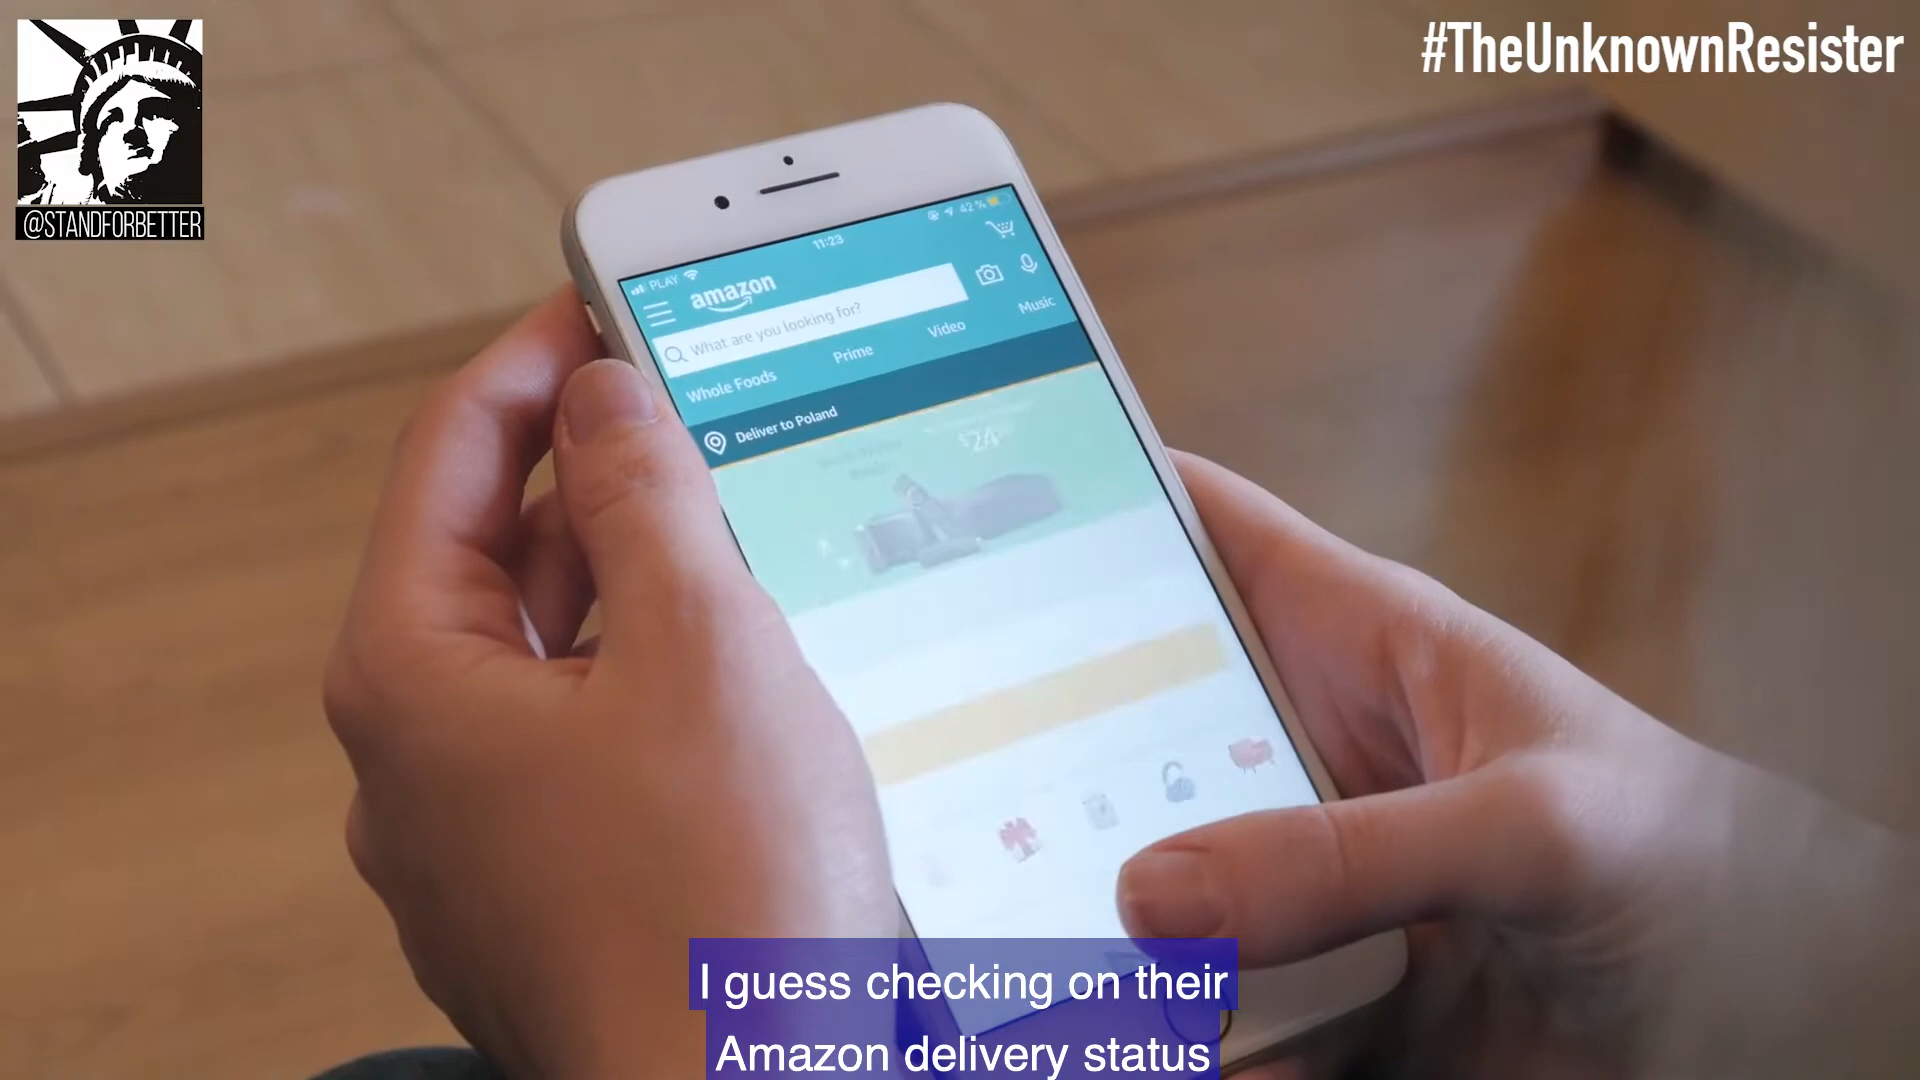 #TheUnknownResister
@STANDFORBETTER
PLAY
11:23
42%
amazon
What are you looking for?
Whole Foods
Prime
Video
Music
Deliver to Poland
$24
I guess checking on their
Amazon delivery status